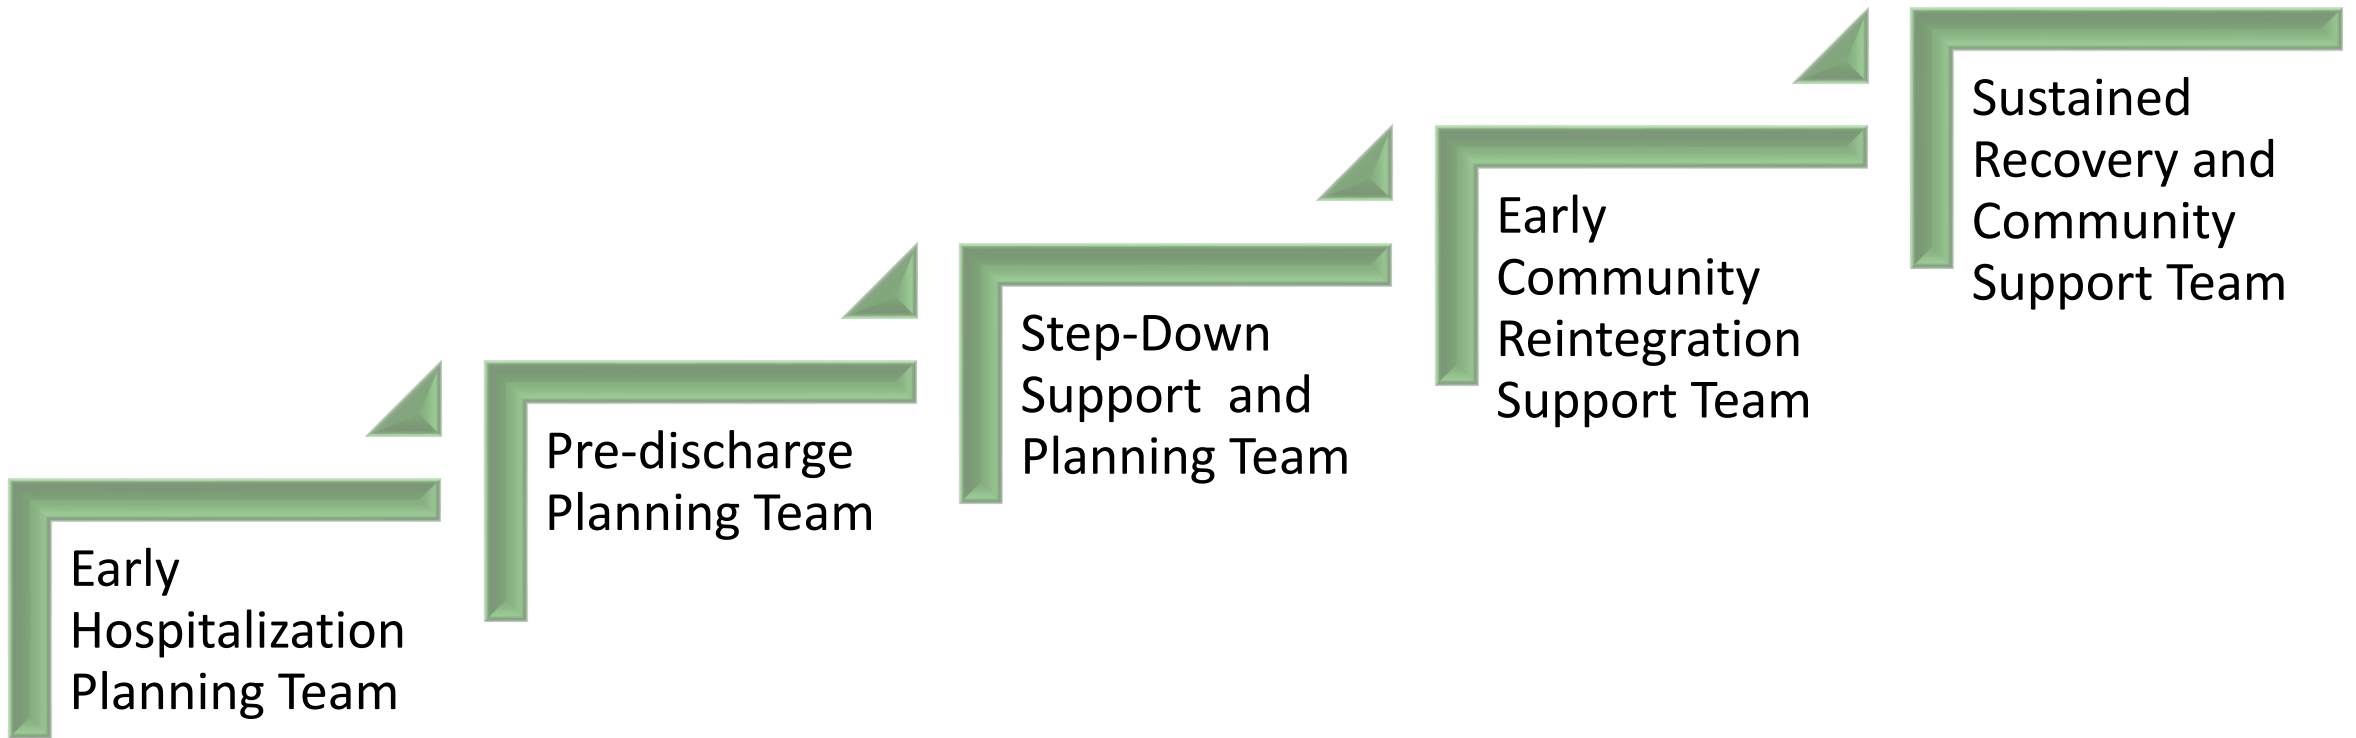 Early
Hospitalization
Planning Team
Pre-discharge
Planning Team
Step-Down
Support  and
Planning Team
Early
Community
Reintegration
Support Team
Sustained
Recovery and
Community
Support Team